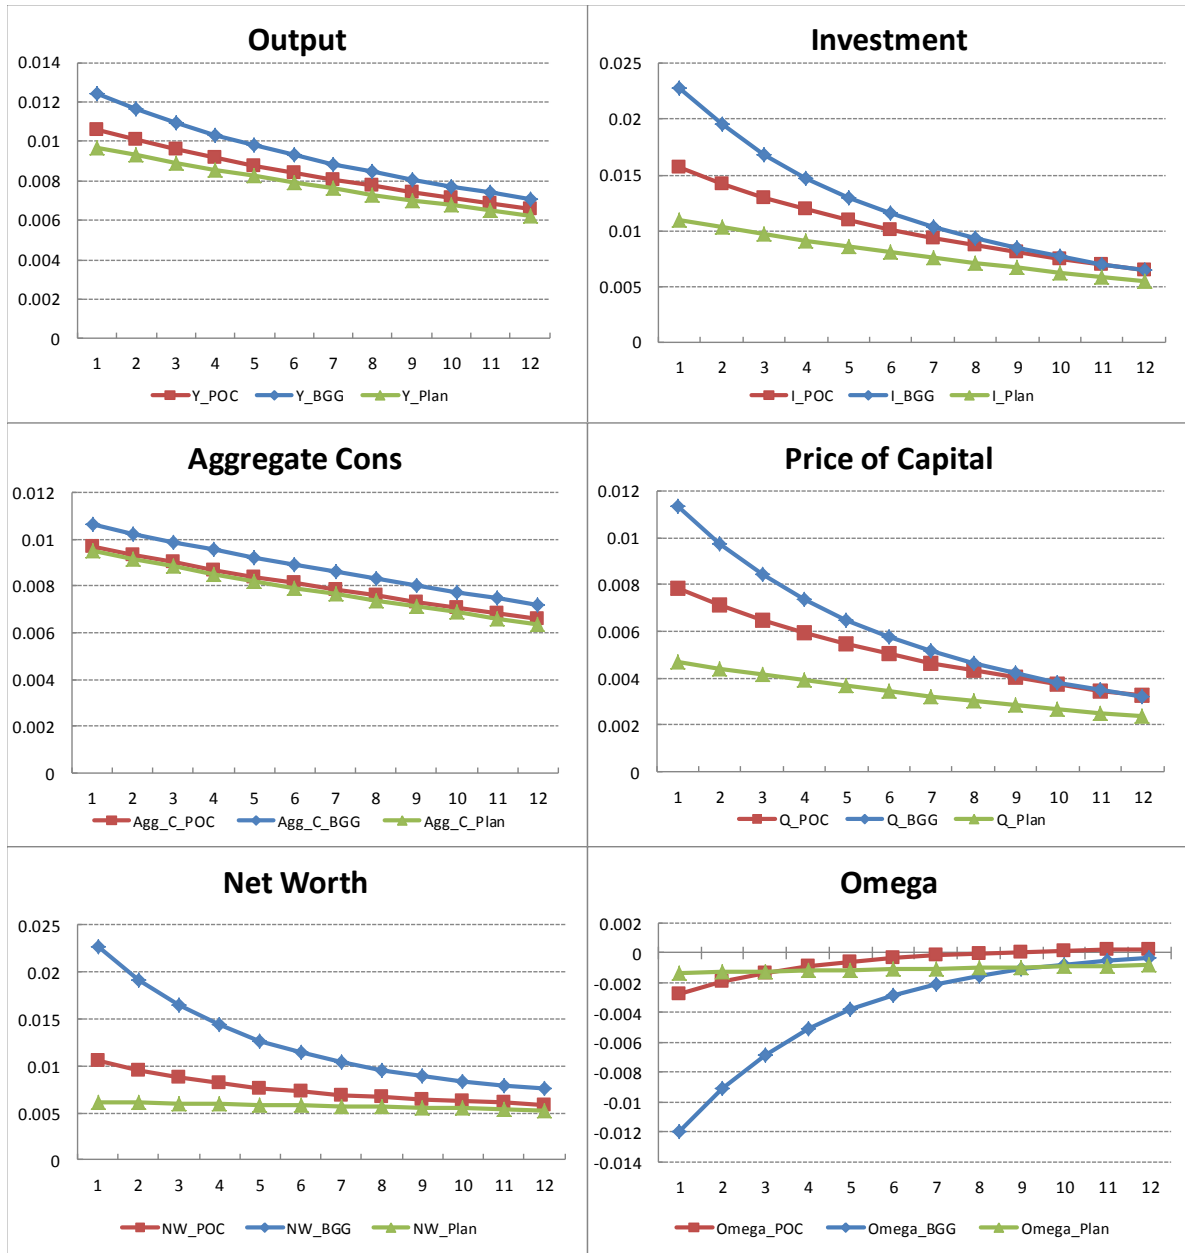 Output
0.014
0.012
0.01
0.008
0.006
0.004
0.002
0
1 2 3 4 5 6 7 8 9 10 11 12
Y_POC Y_BGG Y_Plan
Investment
0.025
0.02
0.015
0.01
0.005
0
1 2 3 4 5 6 7 8 9 10 11 12
I_POC I_BGG I_Plan
Aggregate Cons
0.012
0.01
0.008
0.006
0.004
0.002
0
1 2 3 4 5 6 7 8 9 10 11 12
Agg_C_POC Agg_C_BGG Agg_C_Plan
Price of Capital
0.012
0.01
0.008
0.006
0.004
0.002
0
1 2 3 4 5 6 7 8 9 10 11 12
Q_POC Q_BGG Q_Plan
Net Worth
0.025
0.02
0.015
0.01
0.005
0
1 2 3 4 5 6 7 8 9 10 11 12
NW_POC NW_BGG NW_Plan
Omega
0.002
0
-0.002
-0.004
-0.006
-0.008
-0.01
-0.012
-0.014
1 2 3 4 5 6 7 8 9 10 11 12
Omega_POC Omega_BGG Omega_Plan